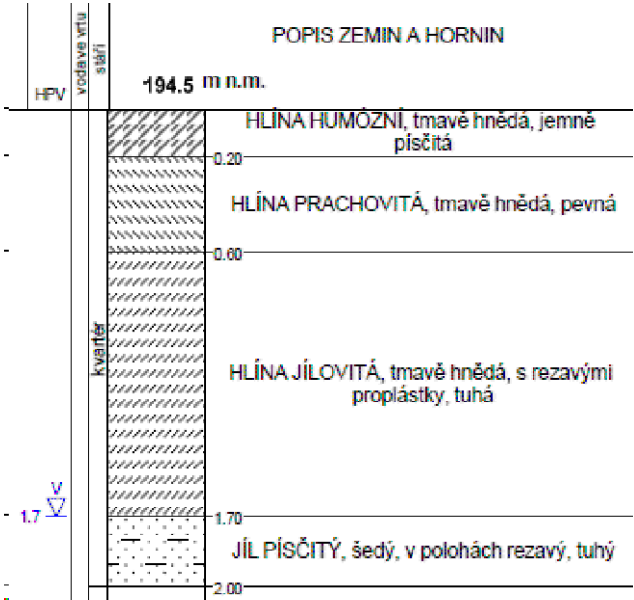 POPIS ZEMIN A HORNIN
HPV
voda ve vrtu
stáří
194.5 m n.m.
HLÍNA HUMÓZNÍ, tmavě hnědá, jemně
písčitá
0.20
HLÍNA PRACHOVITÁ, tmavě hnědá, pevná
0.60
kvartér
HLÍNA JÍLOVITÁ, tmavě hnědá, s rezavými
proplástky, tuhá
V
1.7
1.70
JÍL PÍSČITÝ, šedý, v polohách rezavý, tuhý
2.00